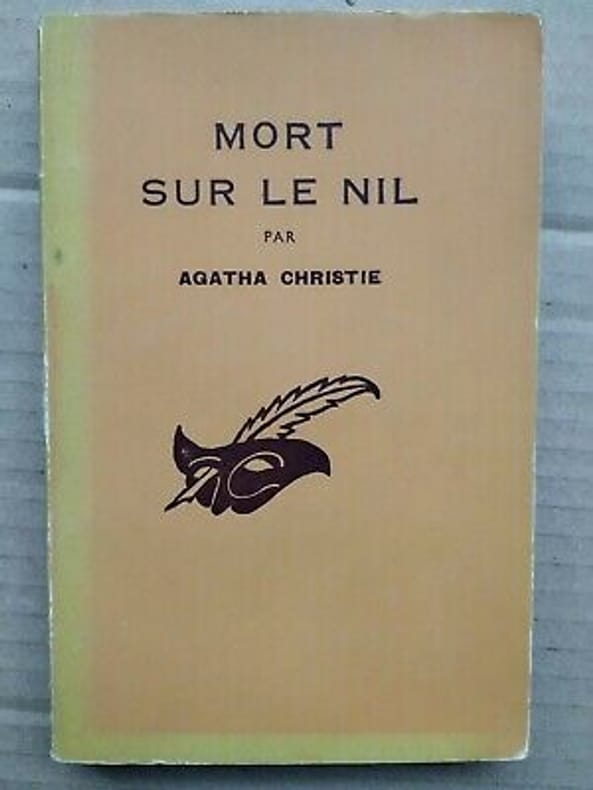 MORT
SUR LE NIL
PAR
AGATHA CHRISTIE